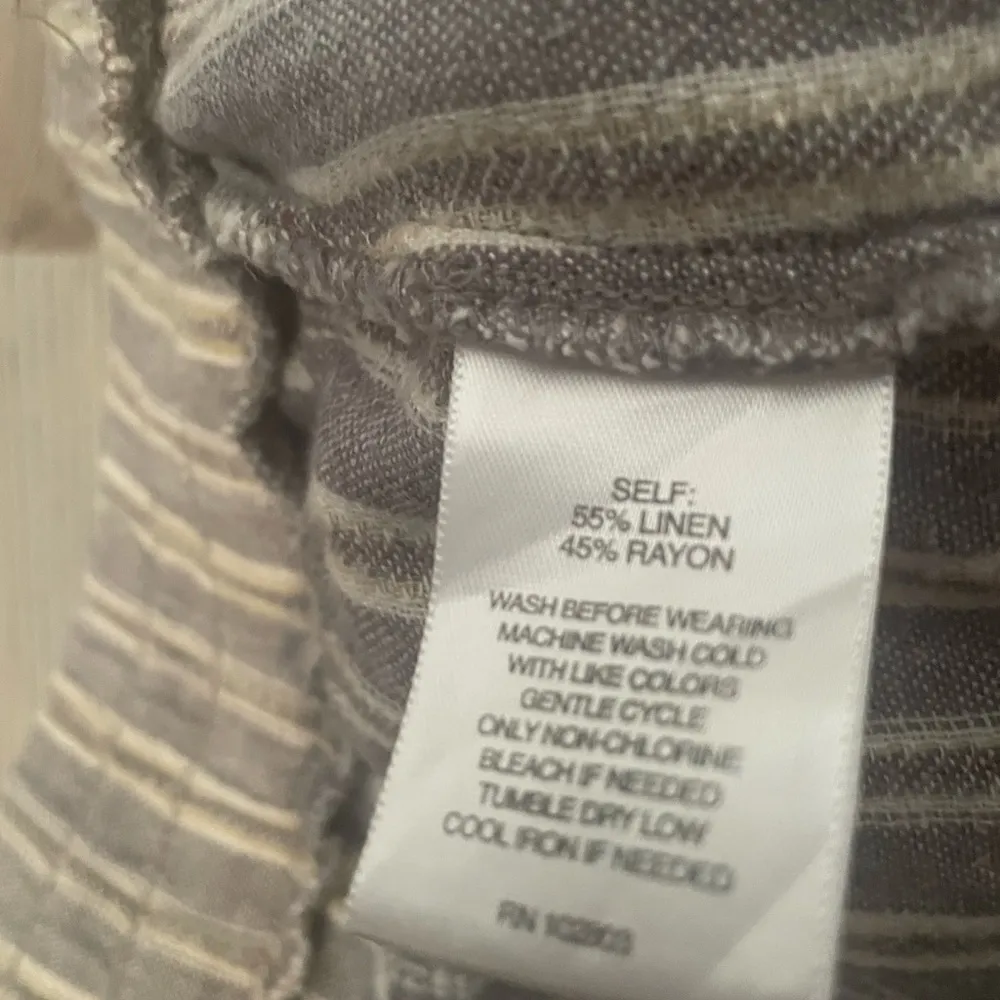 SELF:
55% LINEN
45% RAYON
WASH BEFORE WEARING
MACHINE WASH COLD
WITH LIKE COLORS
GENTLE CYCLE
ONLY NON-CHLORINE
BLEACH IF NEEDED
TUMBLE DRY LOW
COOL IRON IF NEEDED
RN